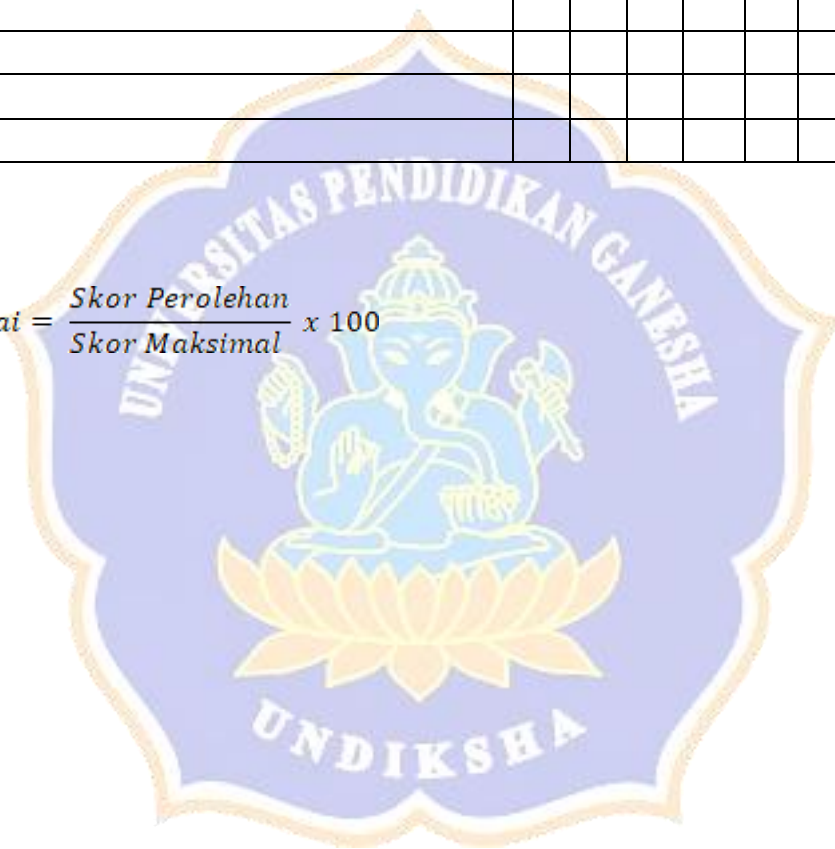 UNIVERSITAS PENDIDIKAN GANESHA
ai = Skor Perolehan / Skor Maksimal x 100
UNDIKSHA